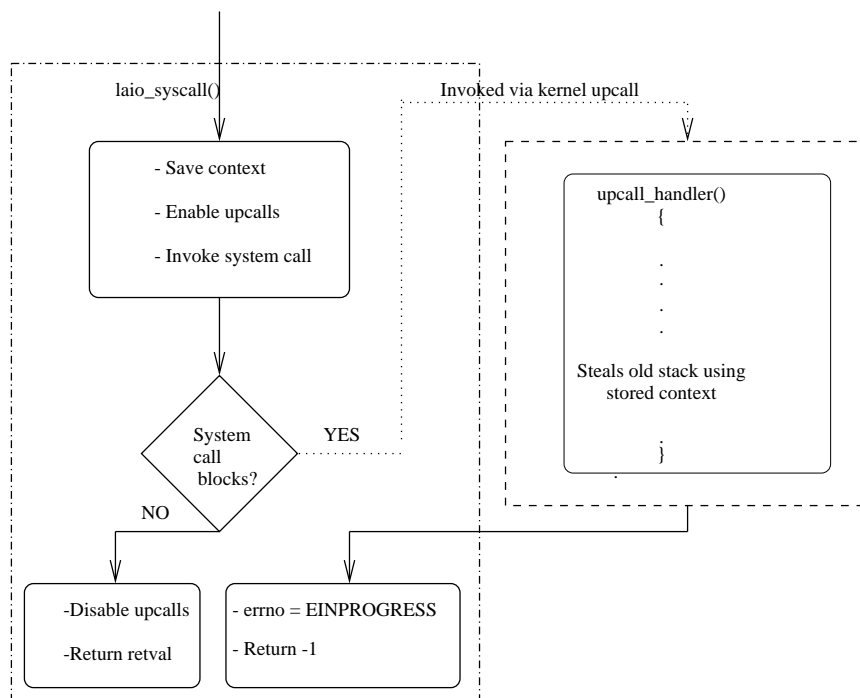 laio_syscall()
- Save context
- Enable upcalls
- Invoke system call
System
call
blocks?
YES
NO
-Disable upcalls
-Return retval
Invoked via kernel upcall
upcall_handler()
{
.
.
.
.
Steals old stack using
stored context
.
}
.
- errno = EINPROGRESS
- Return -1